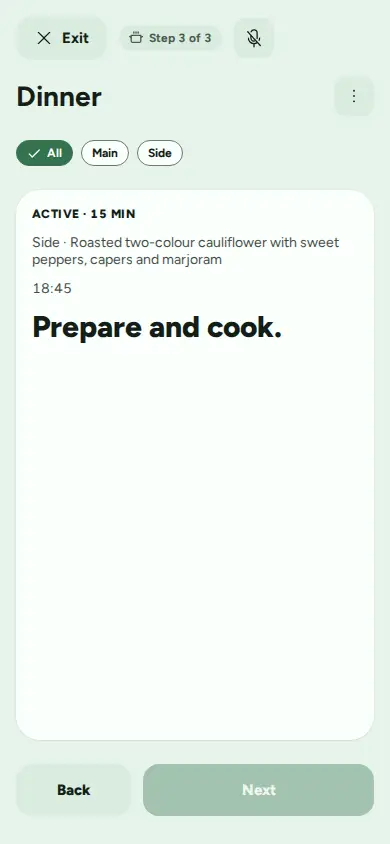 Exit
Step 3 of 3
Dinner
All
Main
Side
ACTIVE · 15 MIN
Side · Roasted two-colour cauliflower with sweet
peppers, capers and marjoram
18:45
Prepare and cook.
Back
Next